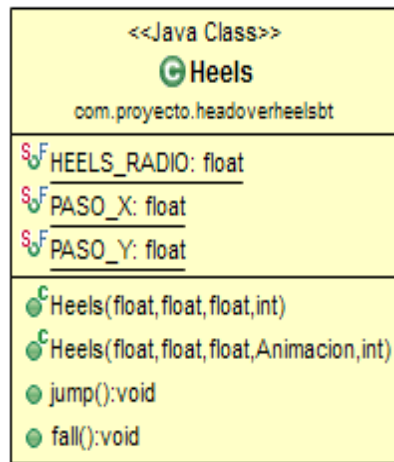 <<Java Class>>
C Heels
com.proyecto.headoverheelsbt
S F HEELS_RADIO: float
S F PASO_X: float
S F PASO_Y: float
C Heels(float,float,float,int)
C Heels(float,float,float,Animacion,int)
jump():void
fall():void